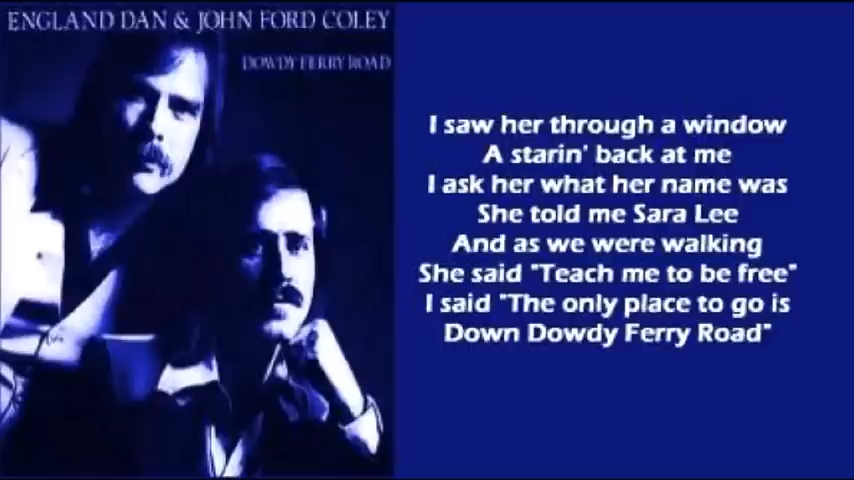 ENGLAND DAN & JOHN FORD COLEY
DOWDY FERRY ROAD
I saw her through a window
A starin' back at me
I ask her what her name was
She told me Sara Lee
And as we were walking
She said "Teach me to be free"
I said "The only place to go is
Down Dowdy Ferry Road"